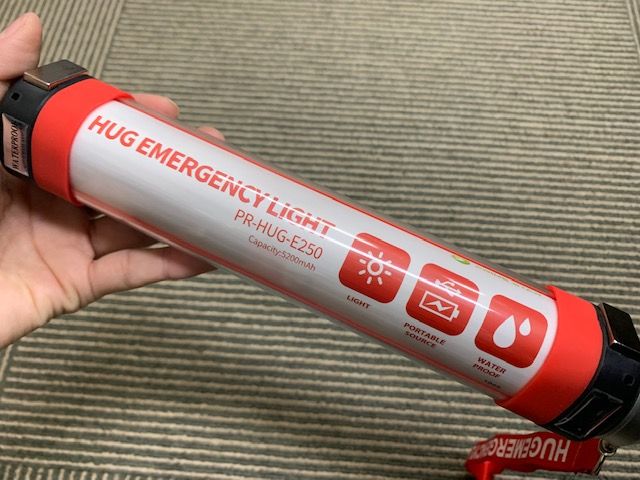 WATERPROOF
HUG EMERGENCY LIGHT
PR-HUG-E250
Capacity:5200mAh
LIGHT
PORTABLE
SOURCE
WATER
PROOF
HUGEMERGENC